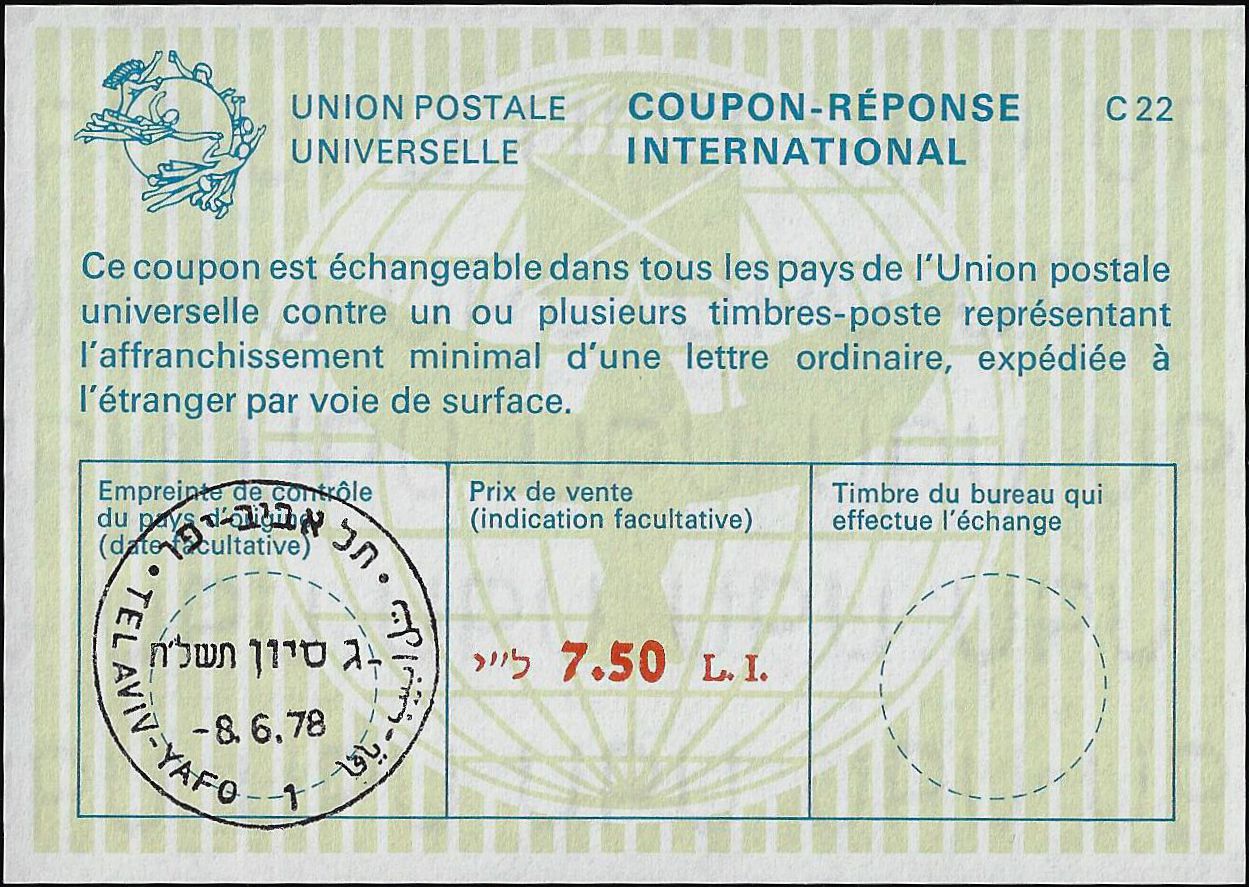 UNION POSTALE
UNIVERSELLE
COUPON-RÉPONSE
INTERNATIONAL
C 22
Ce coupon est échangeable dans tous les pays de l'Union postale
universelle contre un ou plusieurs timbres-poste représentant
l'affranchissement minimal d'une lettre ordinaire, expédiée à
l'étranger par voie de surface.
Empreinte de contrôle
du pays d'origine
(date facultative)
תל אביב-יפו
TEL AVIV-YAFO 1
ג- סיון תשל"ח
-8.6.78
Prix de vente
(indication facultative)
ל"י 7.50 L.I.
Timbre du bureau qui
effectue l'échange